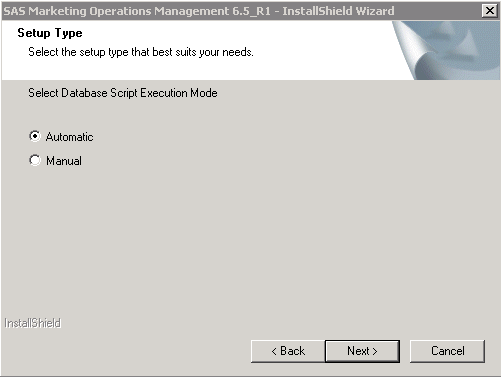 SAS Marketing Operations Management 6.5_R1 - InstallShield Wizard
Setup Type
Select the setup type that best suits your needs.
Select Database Script Execution Mode
Automatic
Manual
InstallShield
< Back Next > Cancel